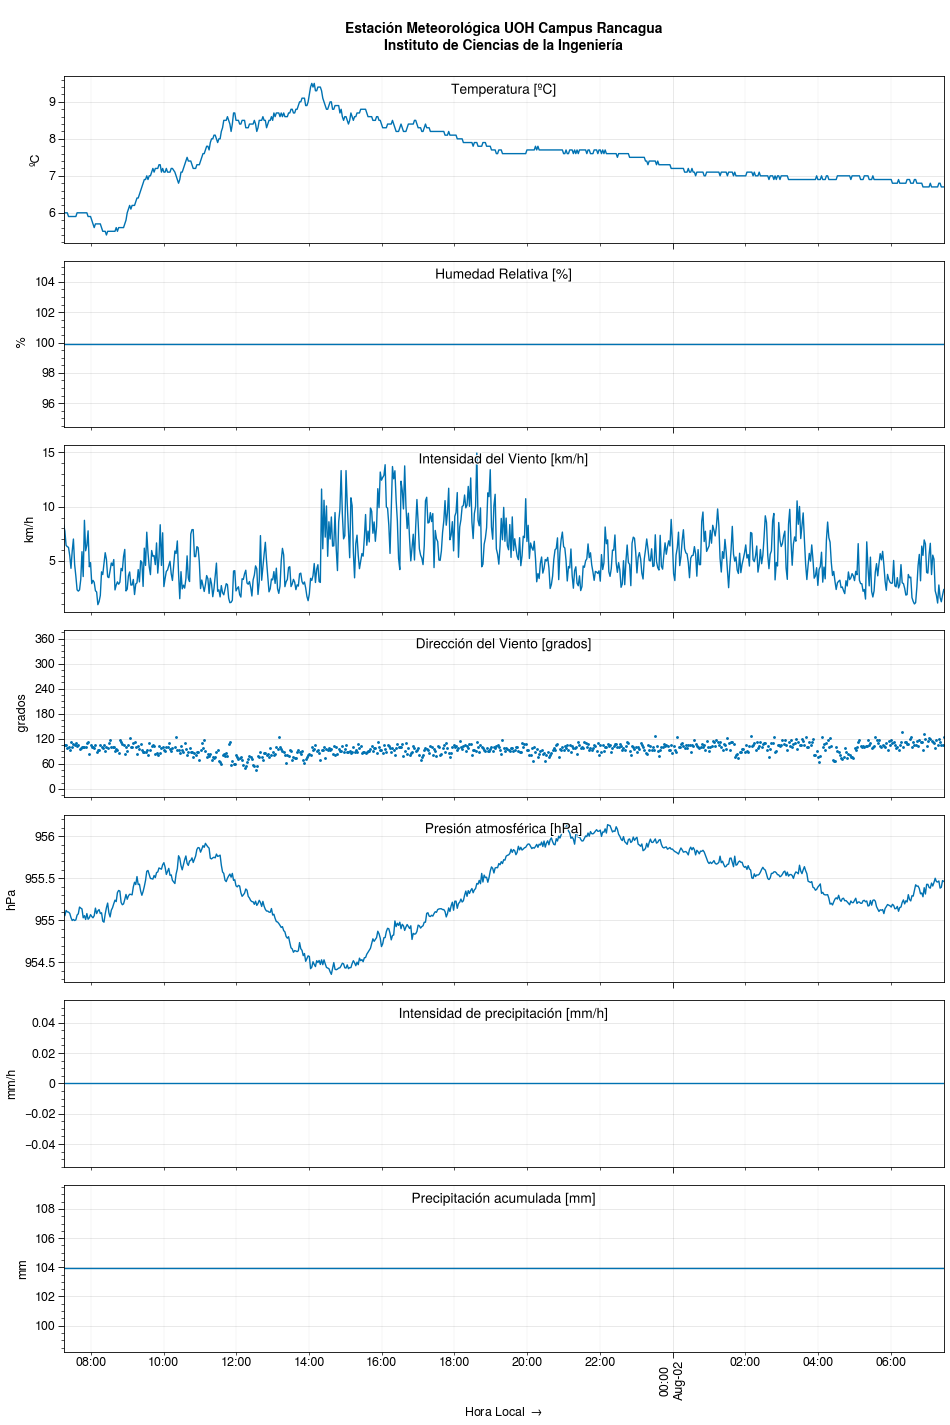 Estación Meteorológica UOH Campus Rancagua
Instituto de Ciencias de la Ingeniería
Temperatura [ºC]
ºC
9
8
7
6
Humedad Relativa [%]
%
104
102
100
98
96
Intensidad del Viento [km/h]
km/h
15
10
5
Dirección del Viento [grados]
grados
360
300
240
180
120
60
0
Presión atmosférica [hPa]
hPa
956
955.5
955
954.5
Intensidad de precipitación [mm/h]
mm/h
0.04
0.02
0
−0.02
−0.04
Precipitación acumulada [mm]
mm
108
106
104
102
100
08:00 10:00 12:00 14:00 16:00 18:00 20:00 22:00 00:00 02:00 04:00 06:00
Aug-02
Hora Local →